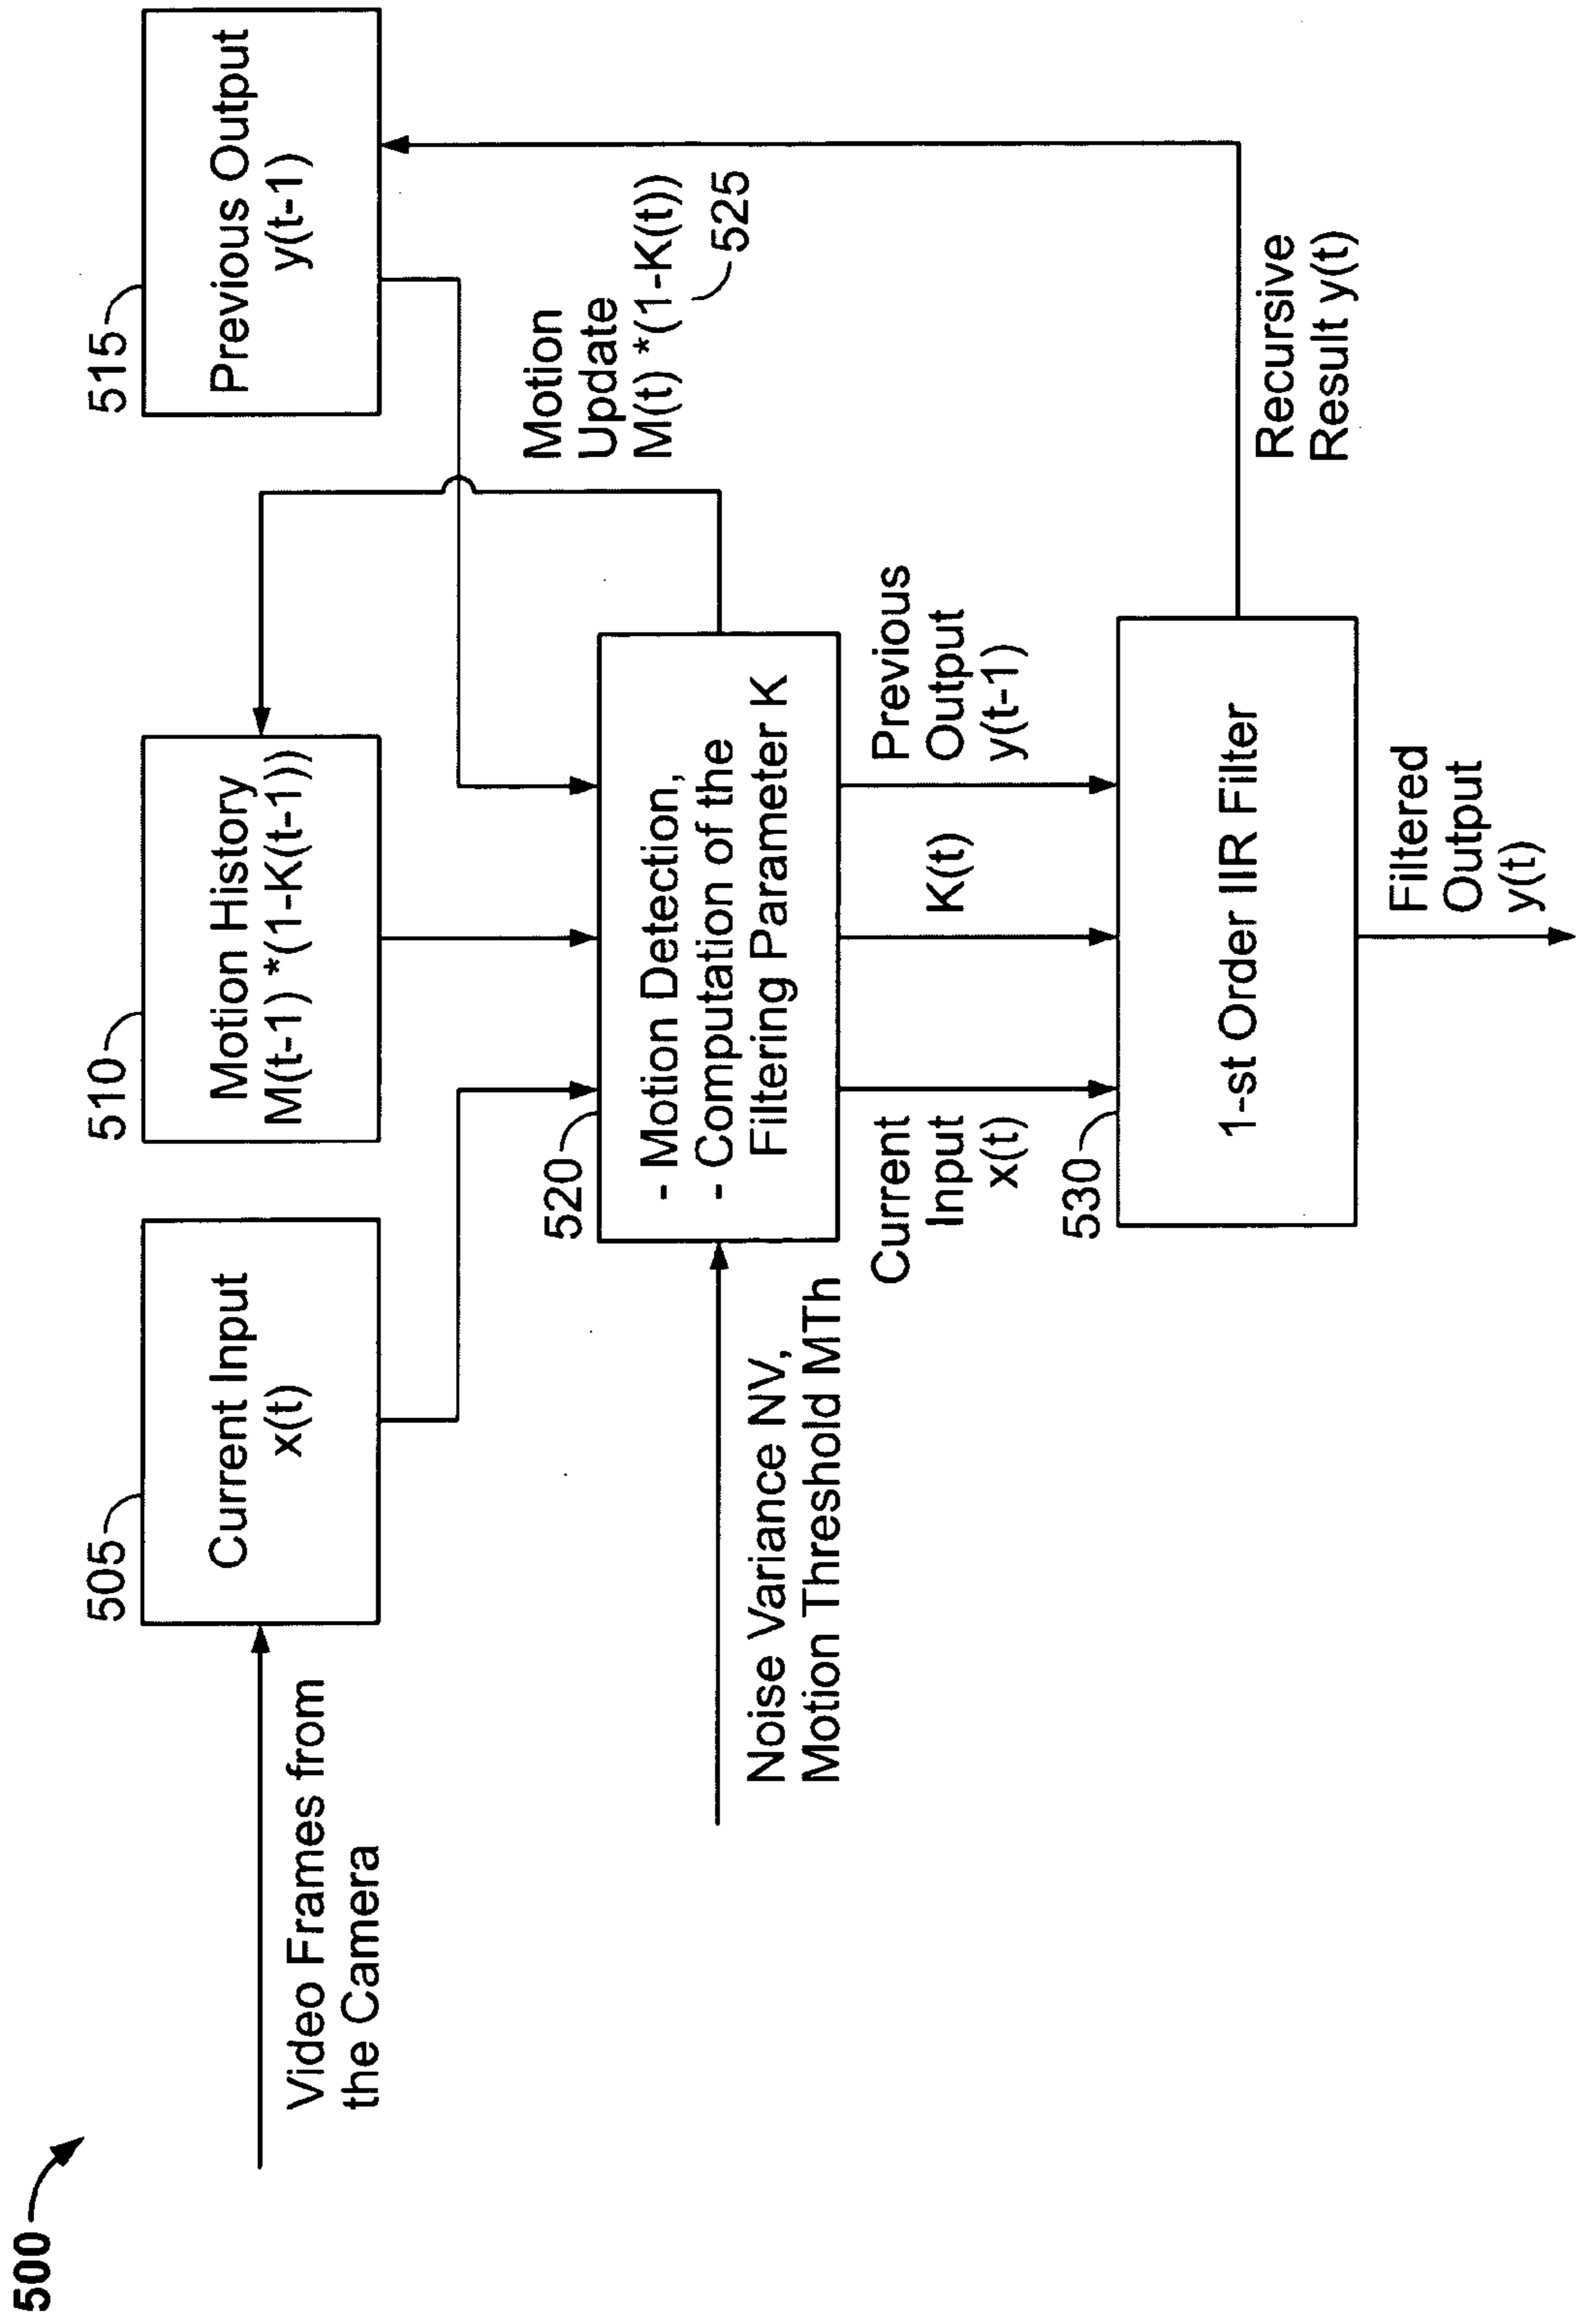 500
505
Current Input
x(t)
510
Motion History
M(t-1) *(1-K(t-1))
515
Previous Output
y(t-1)
Video Frames from
the Camera
Motion
Update
M(t) *(1-K(t))
525
520
- Motion Detection,
- Computation of the
Filtering Parameter K
Noise Variance NV,
Motion Threshold MTh
Current
Input
x(t)
K(t)
Previous
Output
y(t-1)
530
1-st Order IIR Filter
Recursive
Result y(t)
Filtered
Output
y(t)